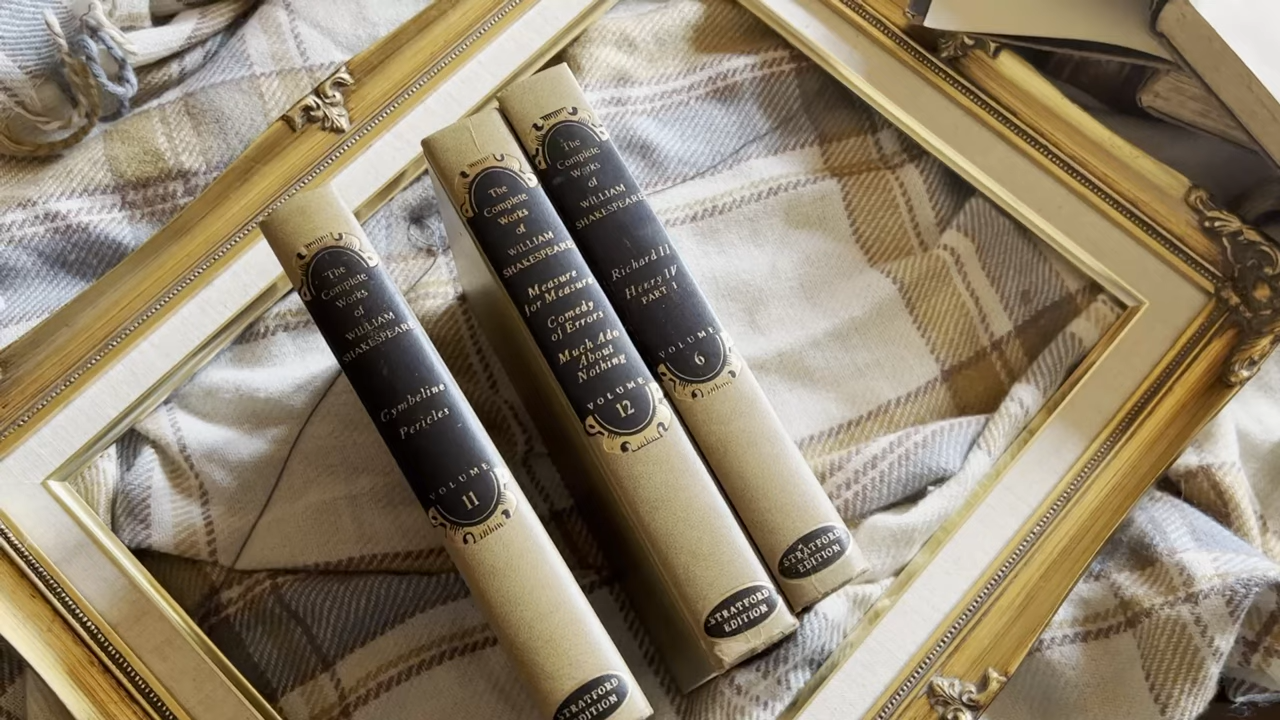 The
Complete
Works
of
WILLIAM
SHAKESPEARE
Cymbeline
Pericles
VOLUME
11
STRATFORD
EDITION
The
Complete
Works
of
WILLIAM
SHAKESPEARE
Measure
for Measure
Comedy
of Errors
Much Ado
About
Nothing
VOLUME
12
STRATFORD
EDITION
The
Complete
Works
of
WILLIAM
SHAKESPEARE
Richard II
Henry IV
PART 1
VOLUME
6
STRATFORD
EDITION